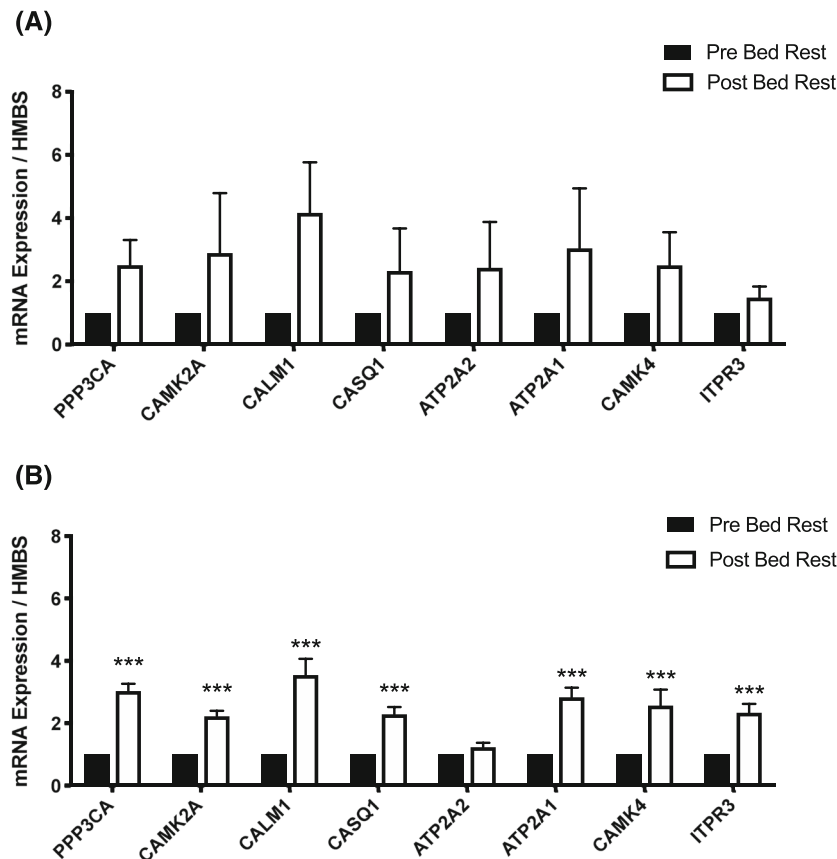 (A)
Pre Bed Rest
Post Bed Rest
mRNA Expression / HMBS
8
6
4
2
0
PPP3CA
CAMK2A
CALM1
CASQ1
ATP2A2
ATP2A1
CAMK4
ITPR3
(B)
Pre Bed Rest
Post Bed Rest
mRNA Expression / HMBS
8
6
4
2
0
***
***
***
***
***
***
***
PPP3CA
CAMK2A
CALM1
CASQ1
ATP2A2
ATP2A1
CAMK4
ITPR3